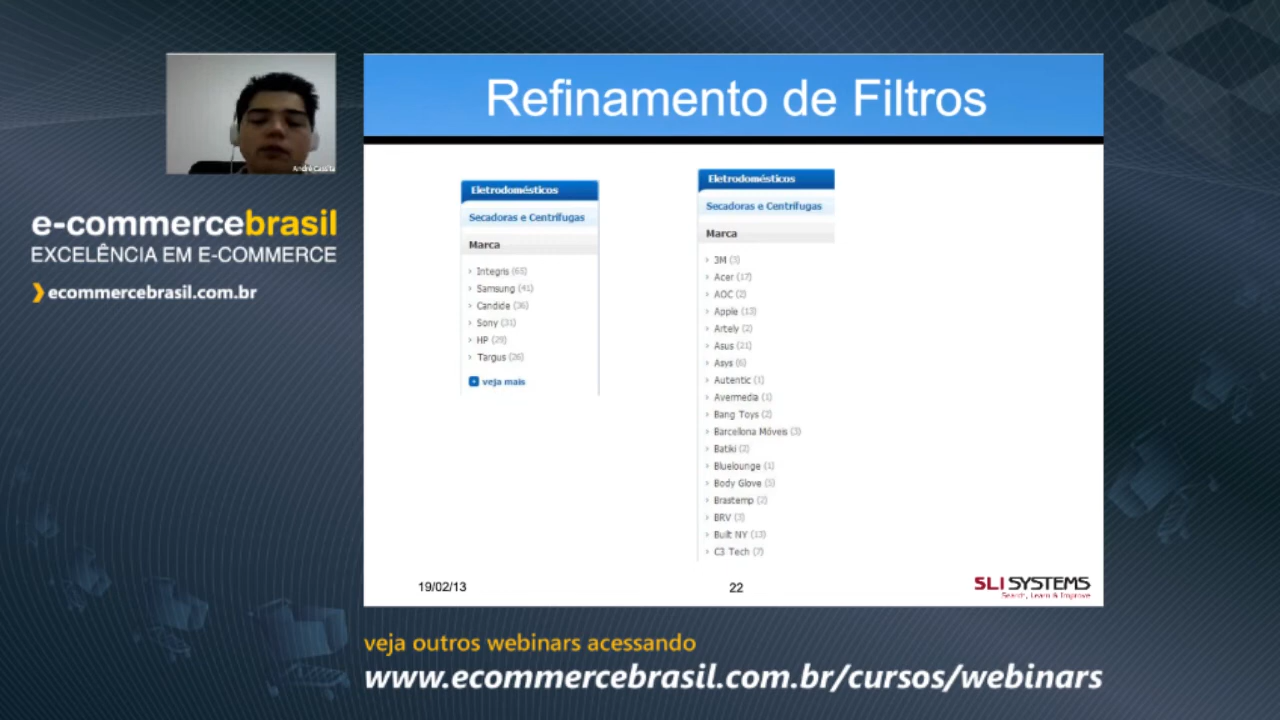 Refinamento de Filtros
e-commercebrasil
EXCELÊNCIA EM E-COMMERCE
ecommercebrasil.com.br
Eletrodomésticos
Secadoras e Centrífugas
Marca
Integris (65)
Samsung (41)
Candide (36)
Sony (31)
HP (29)
Targus (26)
veja mais
Eletrodomésticos
Secadoras e Centrífugas
Marca
3M (3)
Acer (17)
AOC (2)
Apple (13)
Artely (2)
Asus (21)
Asys (6)
Autentic (1)
Avermedia (1)
Bang Toys (2)
Barcellona Móveis (3)
Batiki (2)
Bluelounge (1)
Body Glove (3)
Brastemp (2)
BRV (3)
Built NY (13)
C3 Tech (7)
19/02/13
22
SLI SYSTEMS
Search, Learn & Improve
veja outros webinars acessando
www.ecommercebrasil.com.br/cursos/webinars